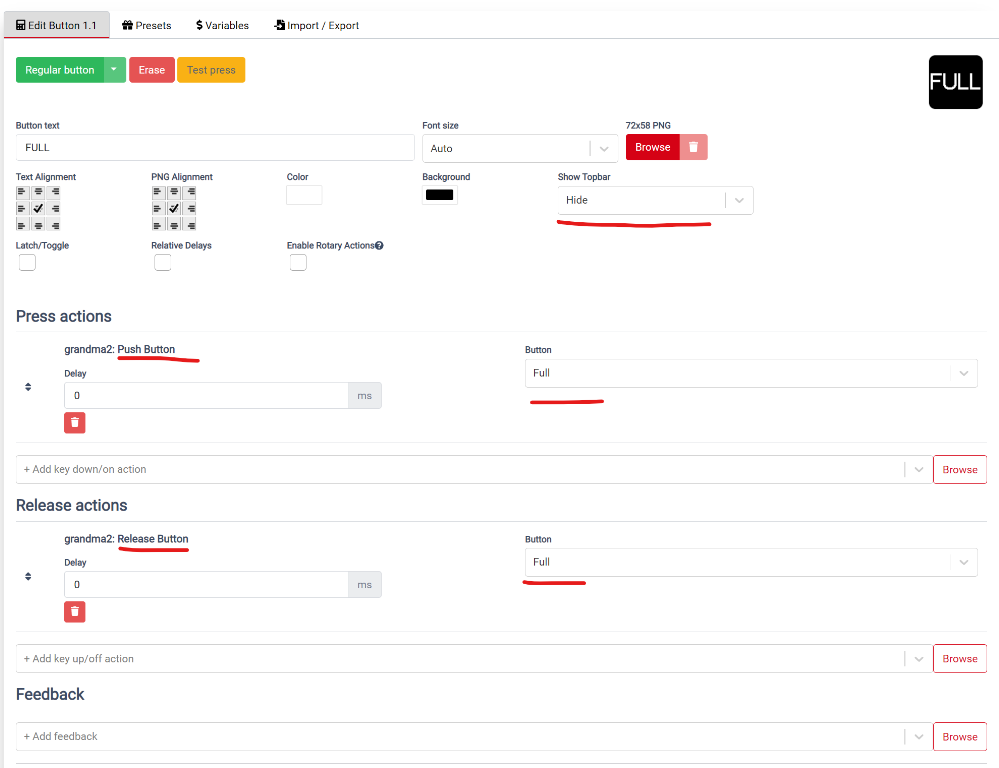 Edit Button 1.1 Presets $ Variables Import / Export
Regular button Erase Test press
FULL
Button text Font size 72x58 PNG
FULL Auto Browse
Text Alignment PNG Alignment Color Background Show Topbar
Hide
Latch/Toggle Relative Delays Enable Rotary Actions?
Press actions
grandma2: Push Button Button
Full
Delay
0 ms
+ Add key down/on action Browse
Release actions
grandma2: Release Button Button
Full
Delay
0 ms
+ Add key up/off action Browse
Feedback
+ Add feedback Browse